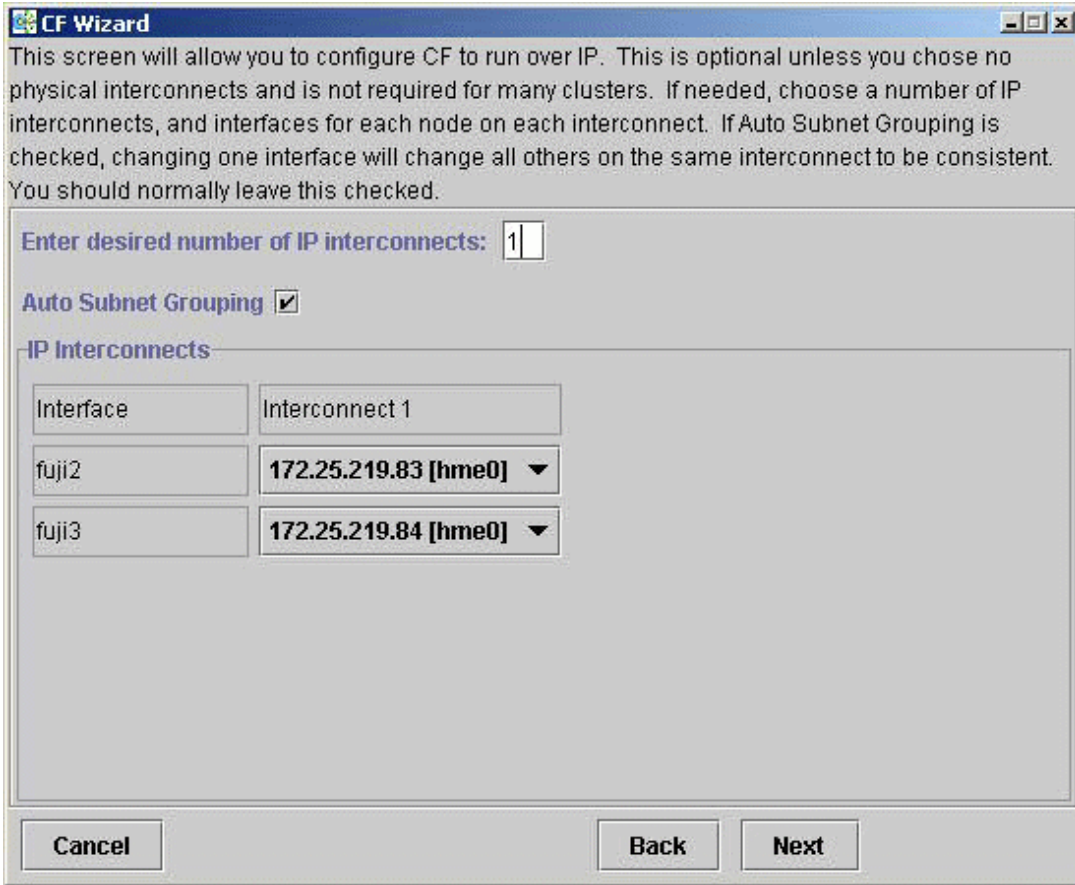 CF Wizard
This screen will allow you to configure CF to run over IP. This is optional unless you chose no
physical interconnects and is not required for many clusters. If needed, choose a number of IP
interconnects, and interfaces for each node on each interconnect. If Auto Subnet Grouping is
checked, changing one interface will change all others on the same interconnect to be consistent.
You should normally leave this checked.
Enter desired number of IP interconnects: 1
Auto Subnet Grouping
IP Interconnects
Interface Interconnect 1
fuji2 172.25.219.83 [hme0]
fuji3 172.25.219.84 [hme0]
Cancel Back Next